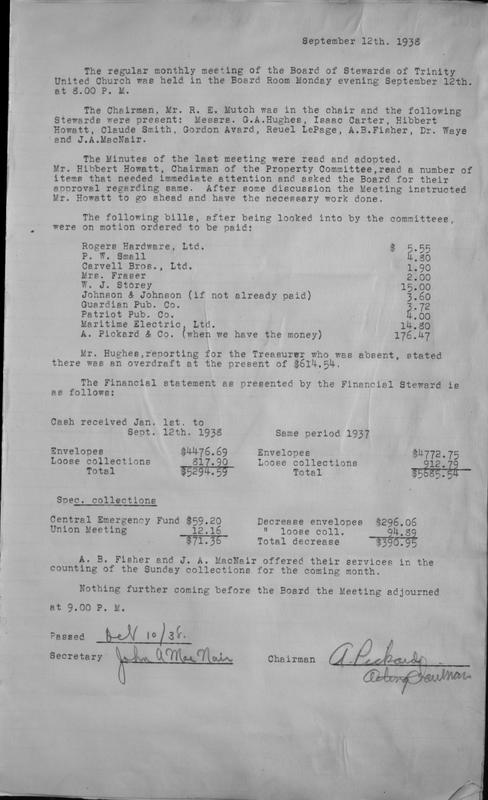 September 12th. 1938
The regular monthly meeting of the Board of Stewards of Trinity
United Church was held in the Board Room Monday evening September 12th.
at 8.00 P. M.
The Chairman, Mr. R. E. Mutch was in the chair and the following
Stewards were present: Messrs. G.A.Hughes, Isaac Carter, Hibbert
Howatt, Claude Smith, Gordon Avard, Reuel LePage, A.B.Fisher, Dr. Waye
and J.A.MacNair.
The Minutes of the last meeting were read and adopted.
Mr. Hibbert Howatt, Chairman of the Property Committee,read a number of
items that needed immediate attention and asked the Board for their
approval regarding same. After some discussion the Meeting instructed
Mr. Howatt to go ahead and have the necessary work done.
The following bills, after being looked into by the committees,
were on motion ordered to be paid:
Rogers Hardware, Ltd. $ 5.55
P. W. Small 4.80
Carvell Bros., Ltd. 1.90
Mrs. Fraser 2.00
W. J. Storey 15.00
Johnson & Johnson (if not already paid) 3.60
Guardian Pub. Co. 3.72
Patriot Pub. Co. 4.00
Maritime Electric, Ltd. 14.80
A. Pickard & Co. (when we have the money) 176.47
Mr. Hughes,reporting for the Treasurer who was absent, stated
there was an overdraft at the present of $614.54.
The Financial statement as presented by the Financial Steward is
as follows:
Cash received Jan. 1st. to
Sept. 12th. 1938 Same period 1937
Envelopes $4476.69 Envelopes $4772.75
Loose collections 817.90 Loose collections 912.79
Total $5294.59 Total $5685.54
Spec. collections
Central Emergency Fund $59.20 Decrease envelopes $296.06
Union Meeting 12.16 " loose coll. 94.89
$71.36 Total decrease $390.95
A. B. Fisher and J. A. MacNair offered their services in the
counting of the Sunday collections for the coming month.
Nothing further coming before the Board the Meeting adjourned
at 9.00 P. M.
Passed Oct 10/38.
Secretary John A MacNair Chairman A. Pickard
Acting Chairman